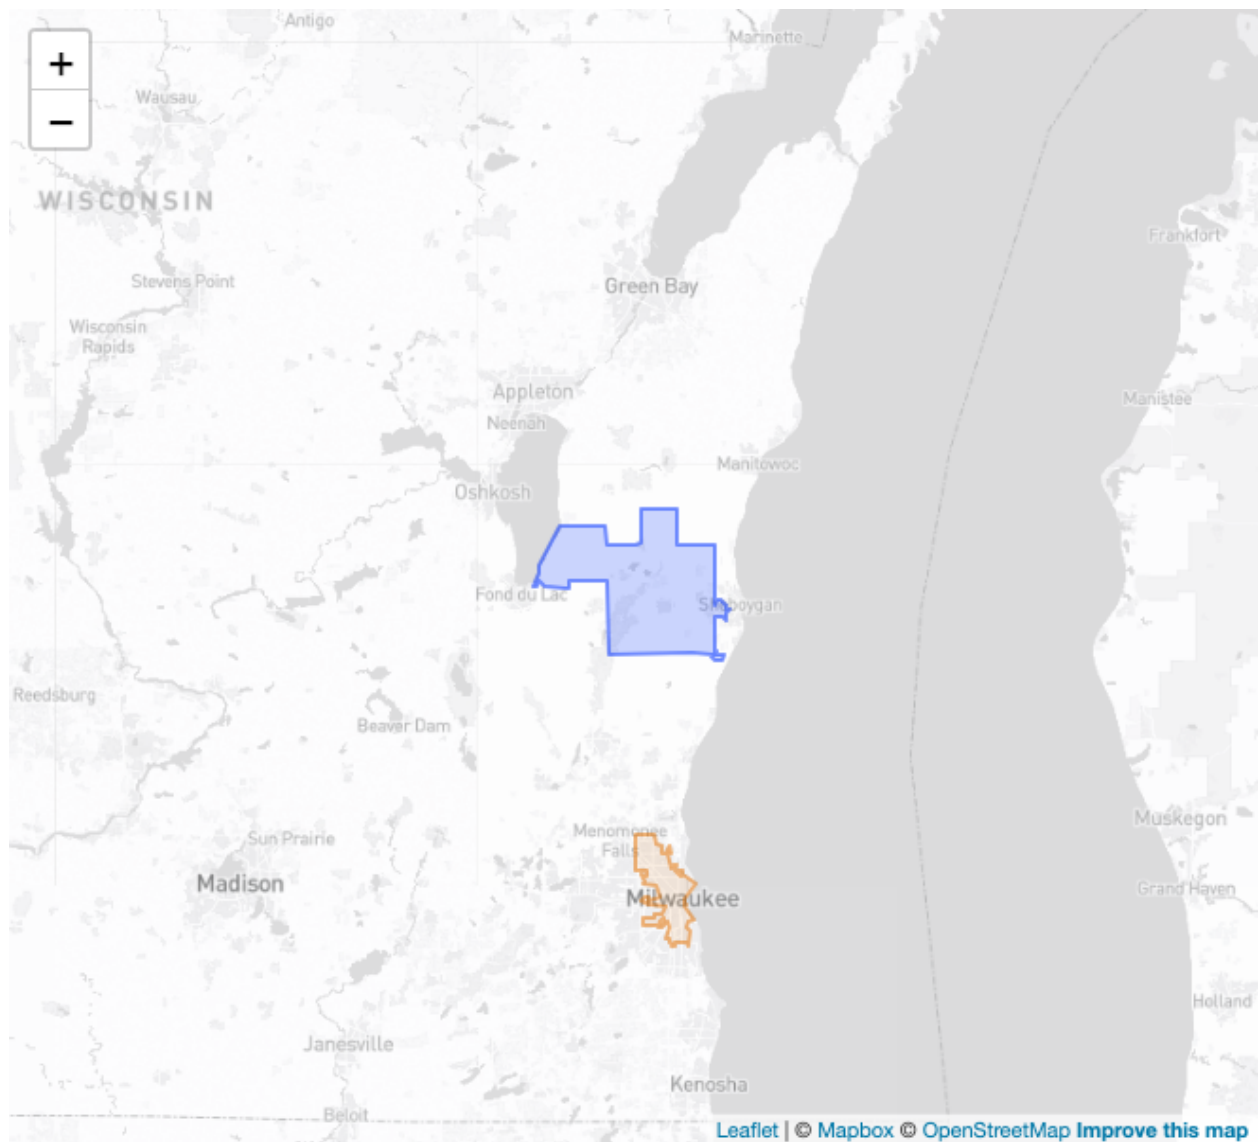 Antigo
Marinette
+
Wausau
−
WISCONSIN
Frankfort
Stevens Point
Green Bay
Wisconsin
Rapids
Appleton
Manistee
Neenah
Manitowoc
Oshkosh
Fond du Lac
Sheboygan
Reedsburg
Beaver Dam
Muskegon
Menomonee
Falls
Sun Prairie
Madison
Milwaukee
Grand Haven
Holland
Janesville
Kenosha
Beloit
Leaflet | © Mapbox © OpenStreetMap Improve this map